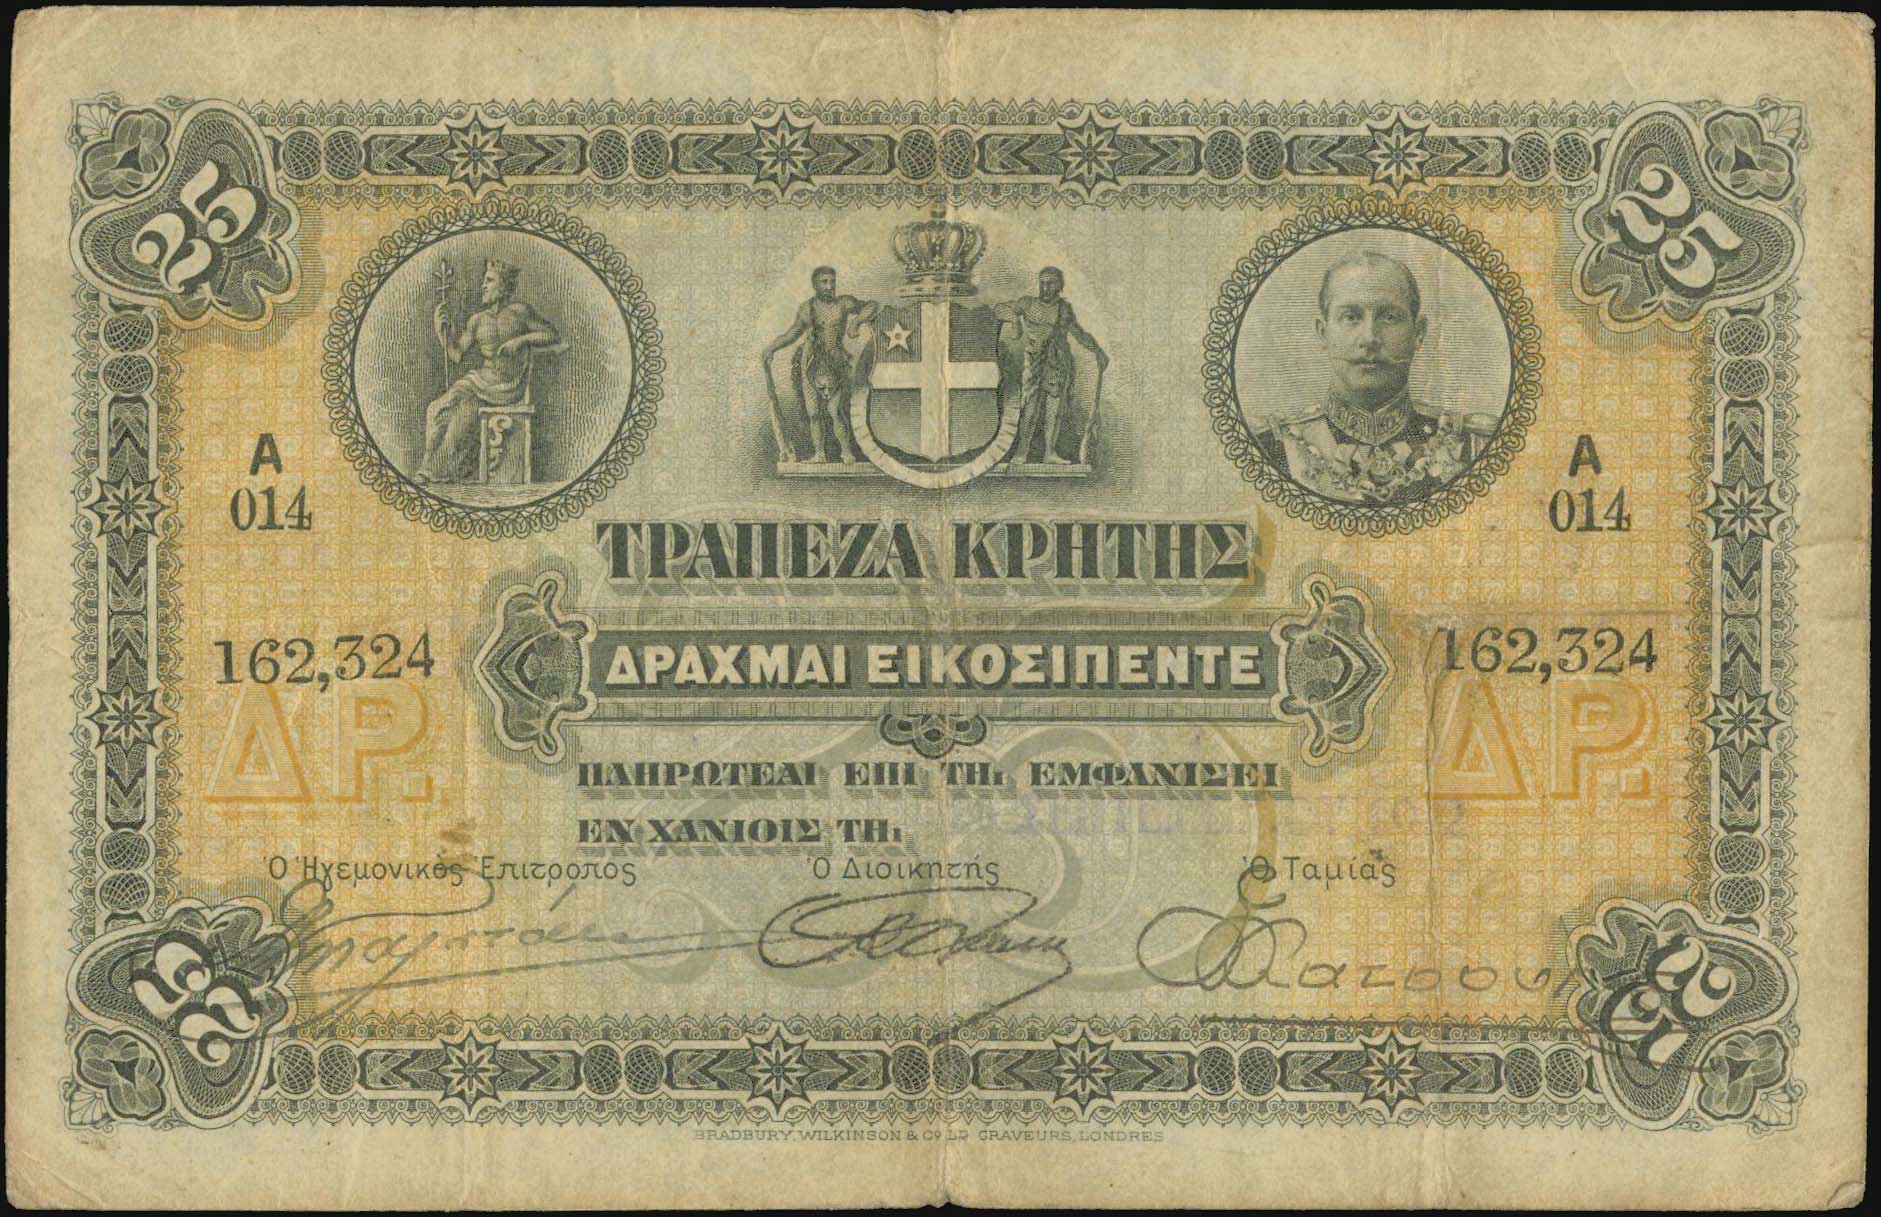 25 25
Α Α
014 014
ΤΡΑΠΕΖΑ ΚΡΗΤΗΣ
162,324 162,324
ΔΡΑΧΜΑΙ ΕΙΚΟΣΙΠΕΝΤΕ
ΔΡ. ΔΡ.
25
ΠΛΗΡΩΤΕΑΙ ΕΠΙ ΤΗι ΕΜΦΑΝΙΣΕΙ
ΕΝ ΧΑΝΙΟΙΣ ΤΗι
Ὁ Ἡγεμονικὸς Ἐπίτροπος Ὁ Διοικητής Ὁ Ταμίας
25 25
BRADBURY, WILKINSON & Cº Lᴰ GRAVEURS, LONDRES